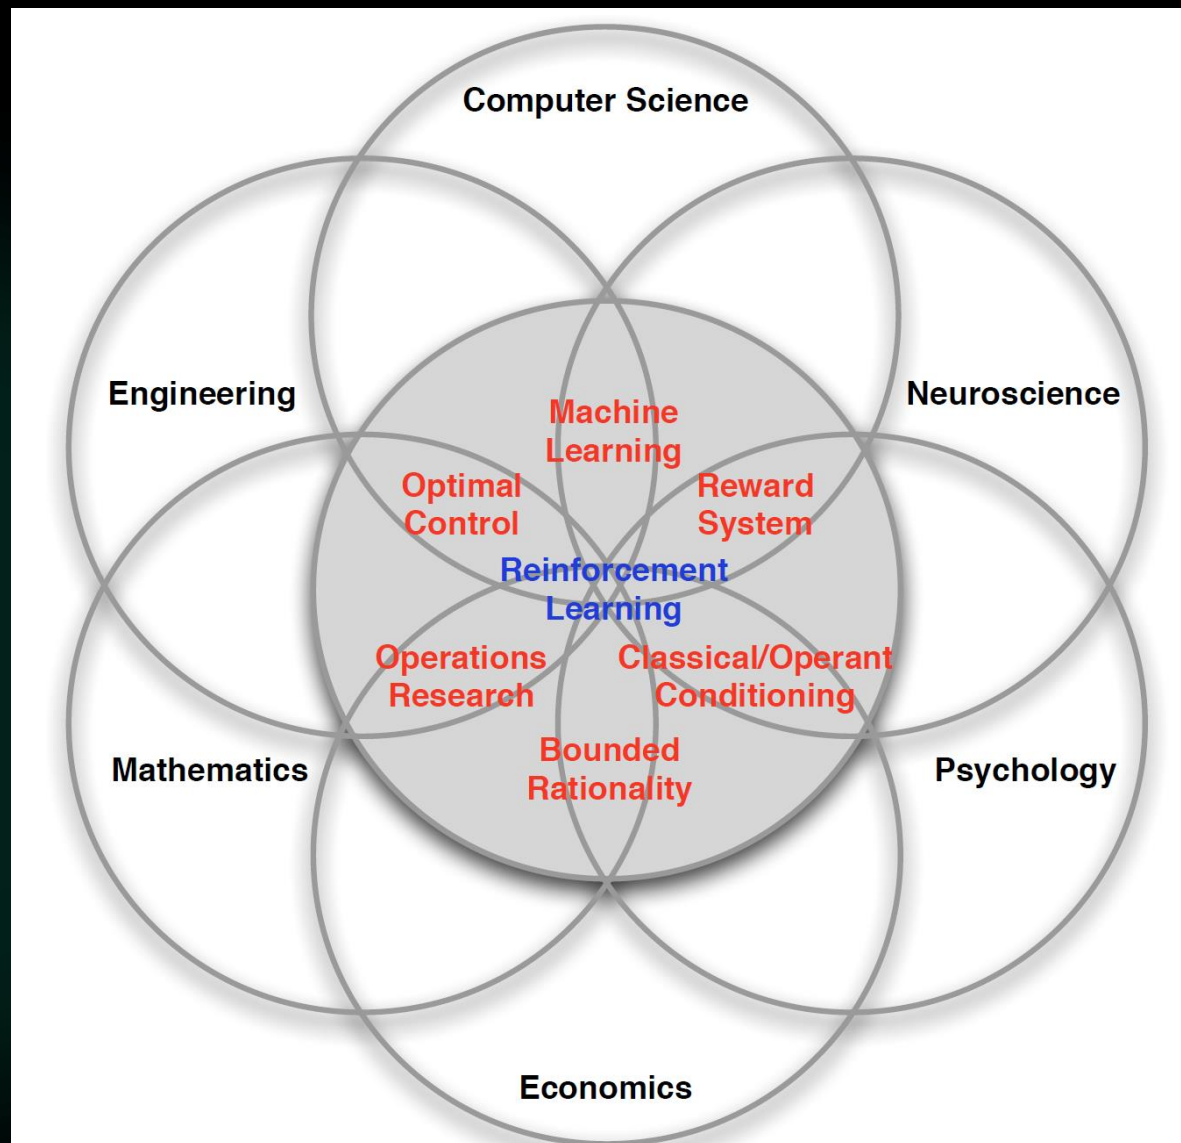 Computer Science
Engineering
Neuroscience
Machine
Learning
Optimal
Control
Reward
System
Reinforcement
Learning
Operations
Research
Classical/Operant
Conditioning
Bounded
Rationality
Mathematics
Psychology
Economics